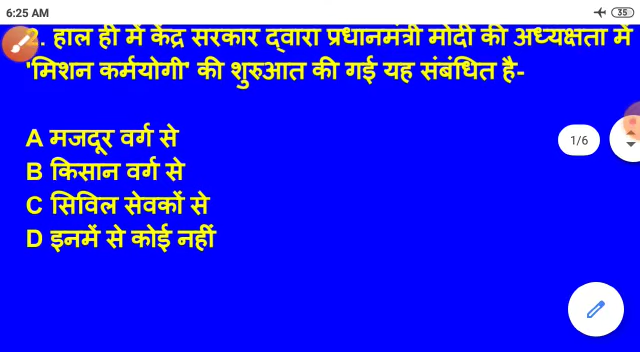 6:25 AM
35
2. हाल ही में केंद्र सरकार द्वारा प्रधानमंत्री मोदी की अध्यक्षता में
'मिशन कर्मयोगी' की शुरुआत की गई यह संबंधित है-
A मजदूर वर्ग से
1/6
B किसान वर्ग से
C सिविल सेवकों से
D इनमें से कोई नहीं